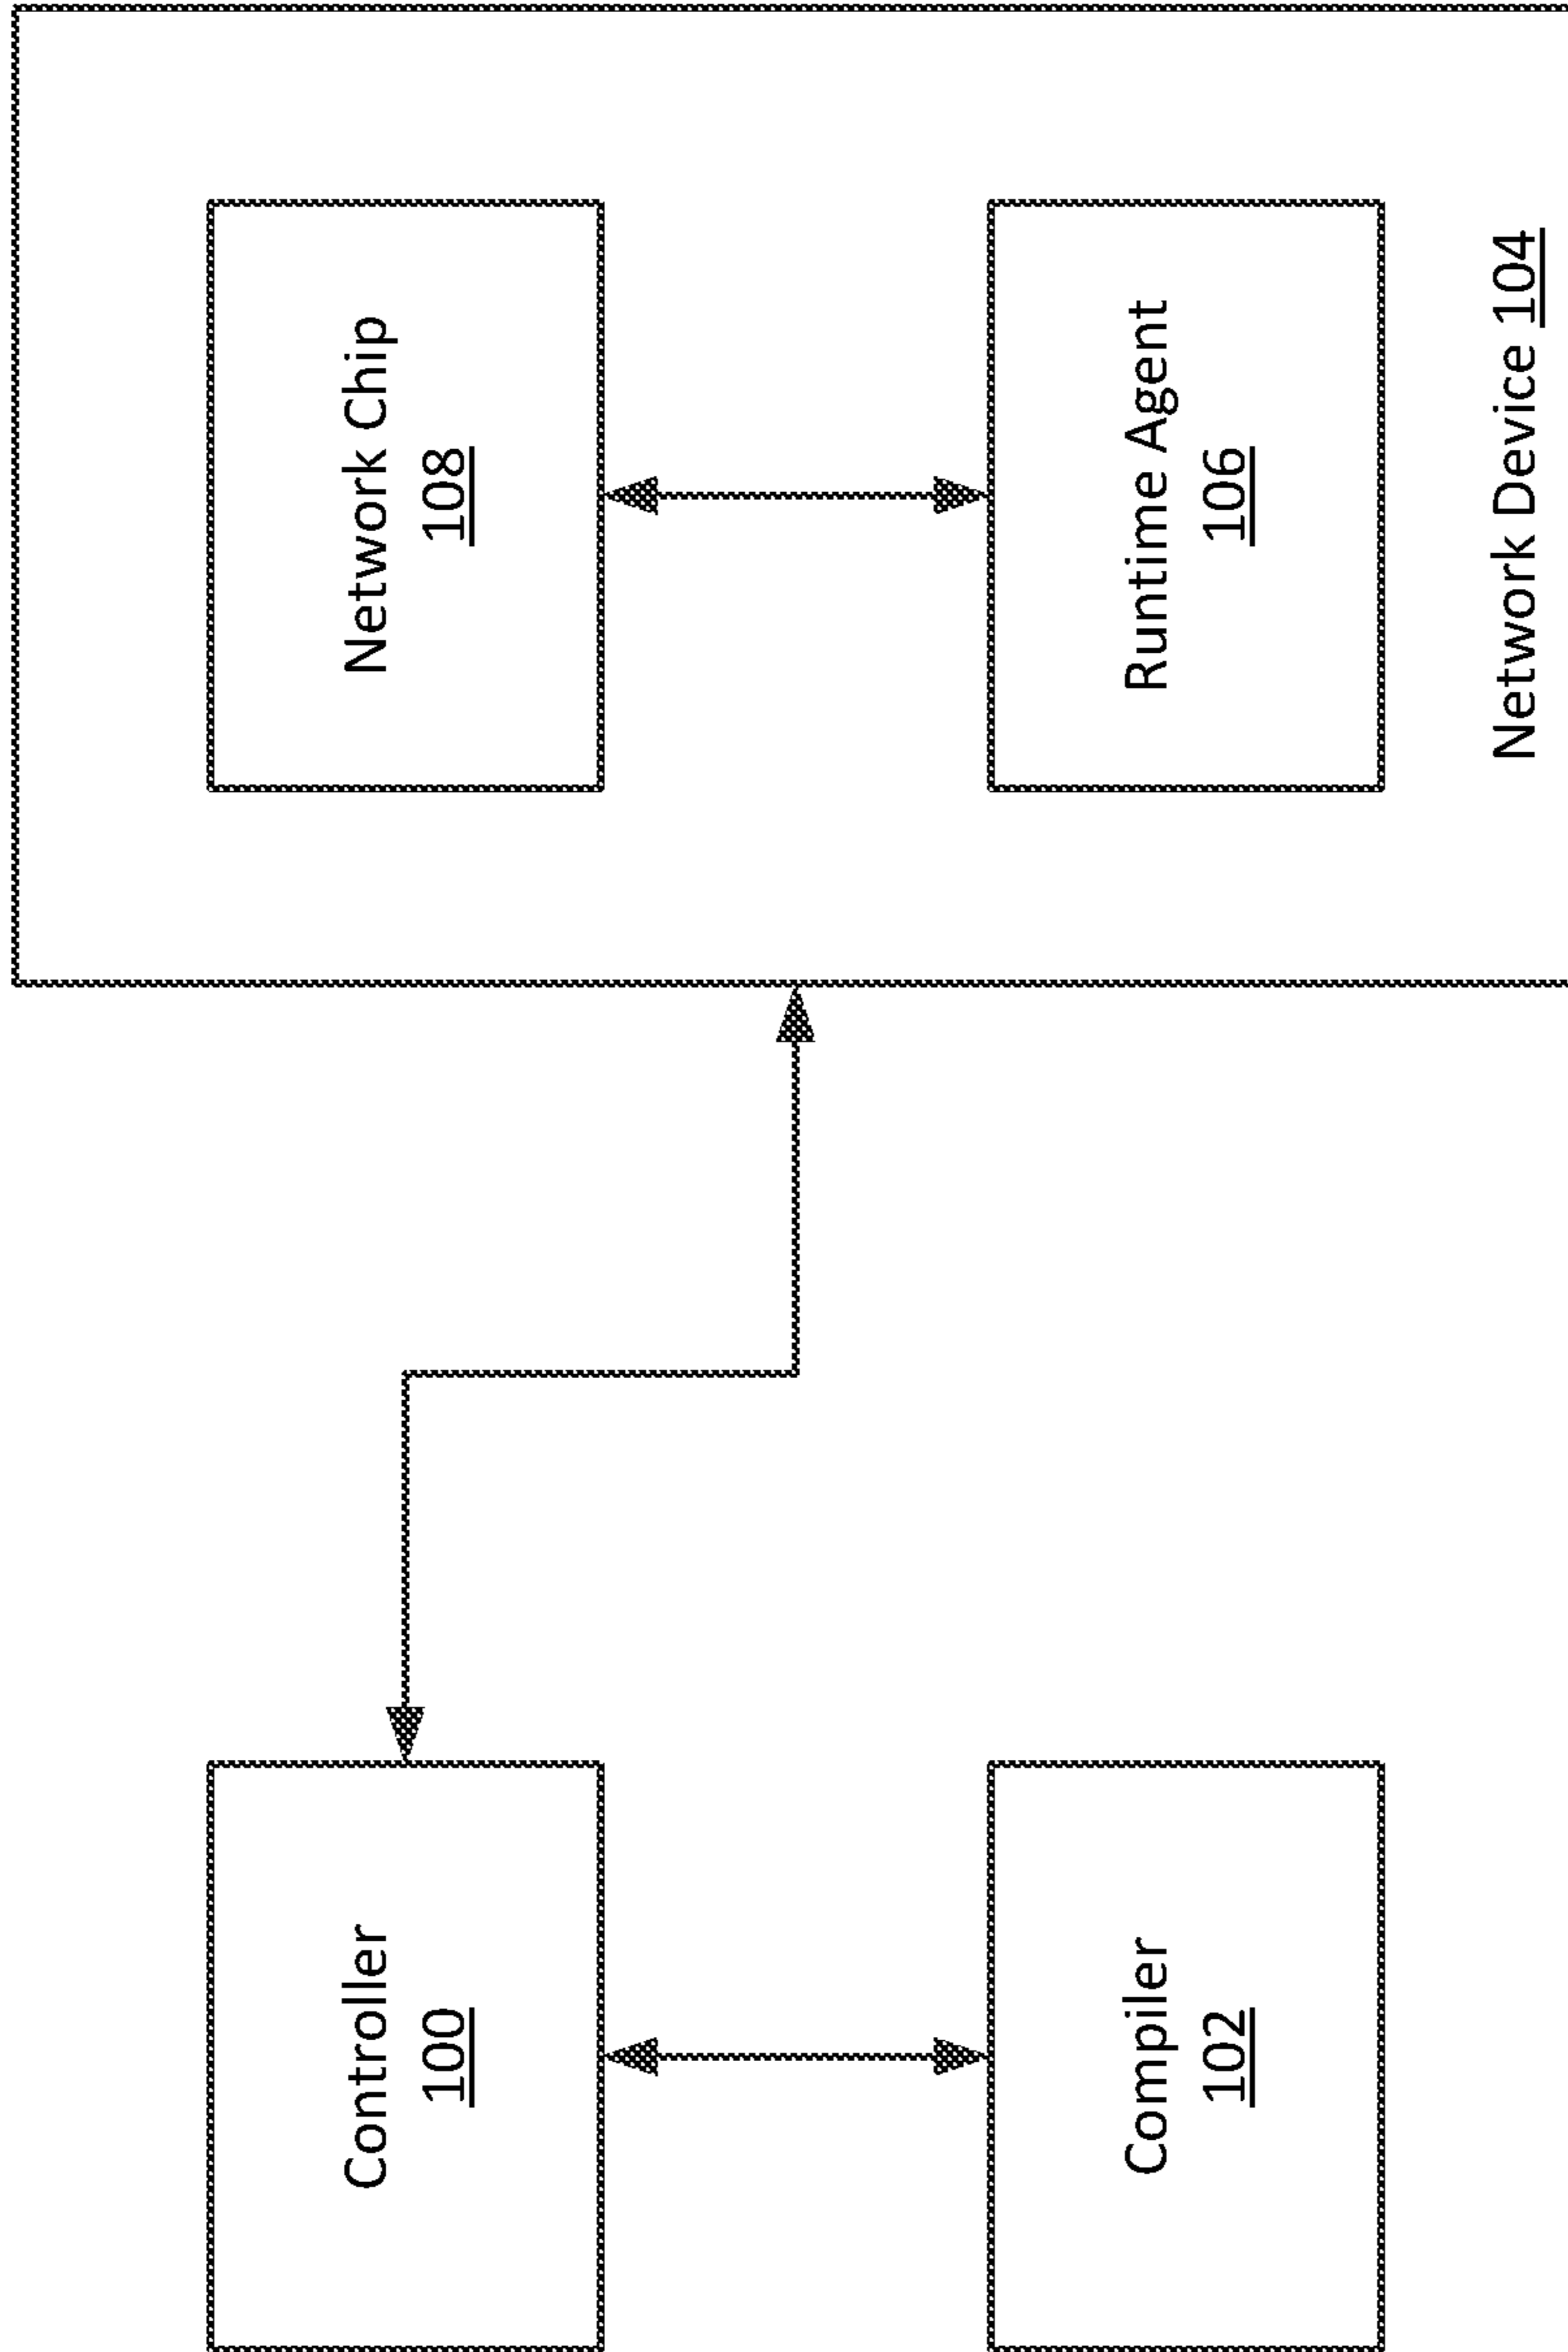 Controller
100
Compiler
102
Network Chip
108
Runtime Agent
106
Network Device 104